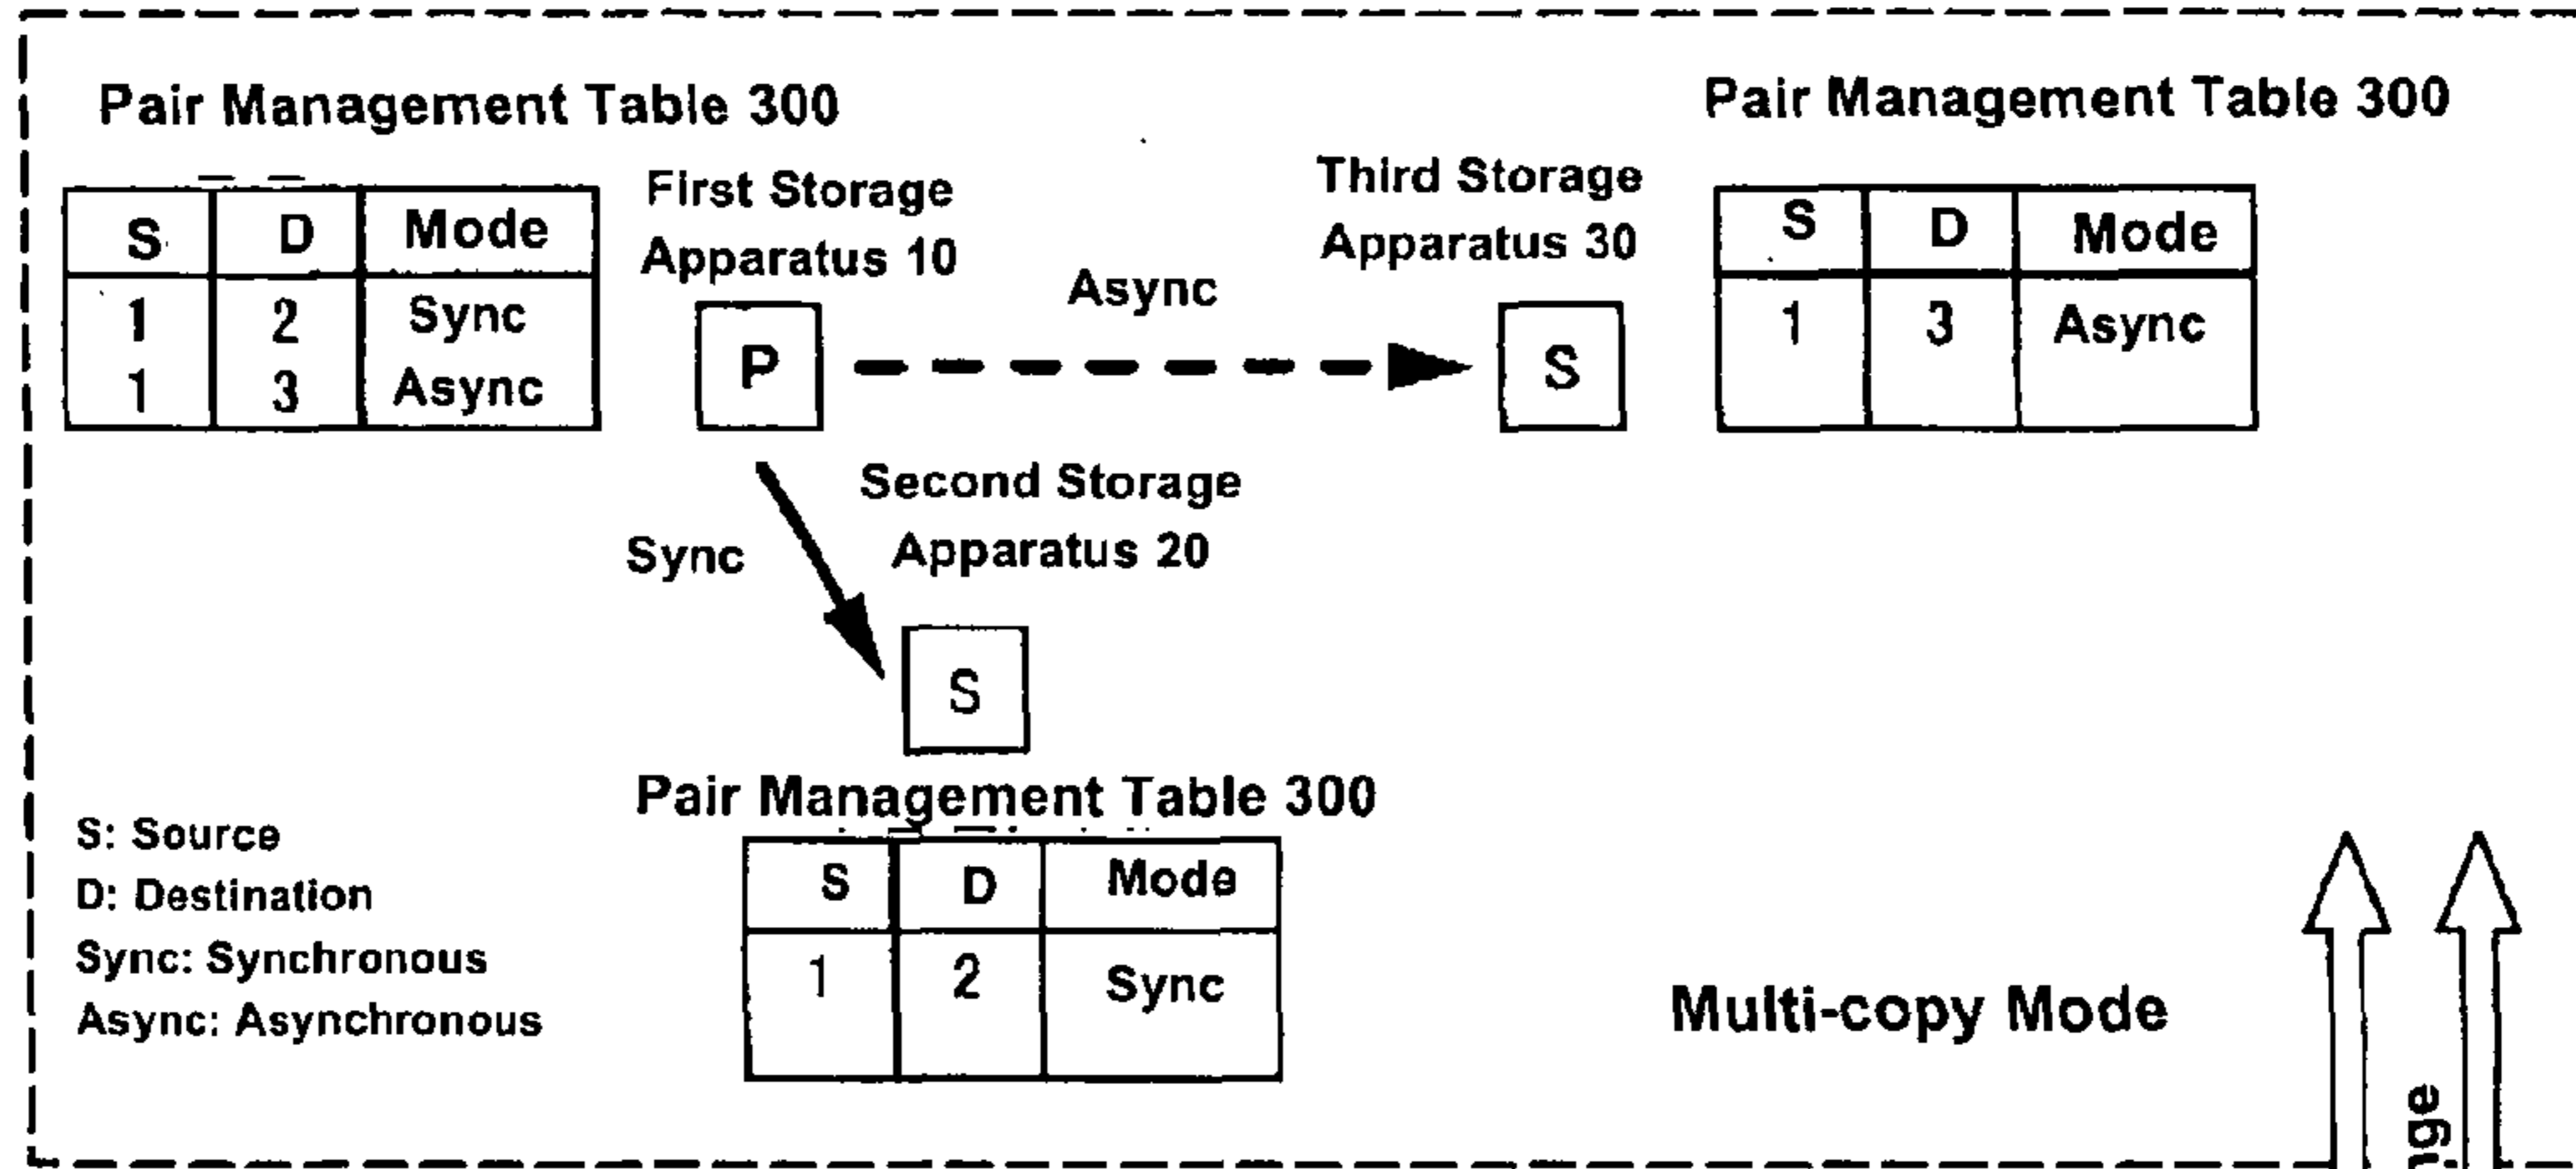 Pair Management Table 300
Pair Management Table 300
First Storage
Apparatus 10
Third Storage
Apparatus 30
S D Mode
1 2 Sync
1 3 Async
P
Async
S
S D Mode
1 3 Async
Sync
Second Storage
Apparatus 20
S
Pair Management Table 300
S D Mode
1 2 Sync
S: Source
D: Destination
Sync: Synchronous
Async: Asynchronous
Multi-copy Mode